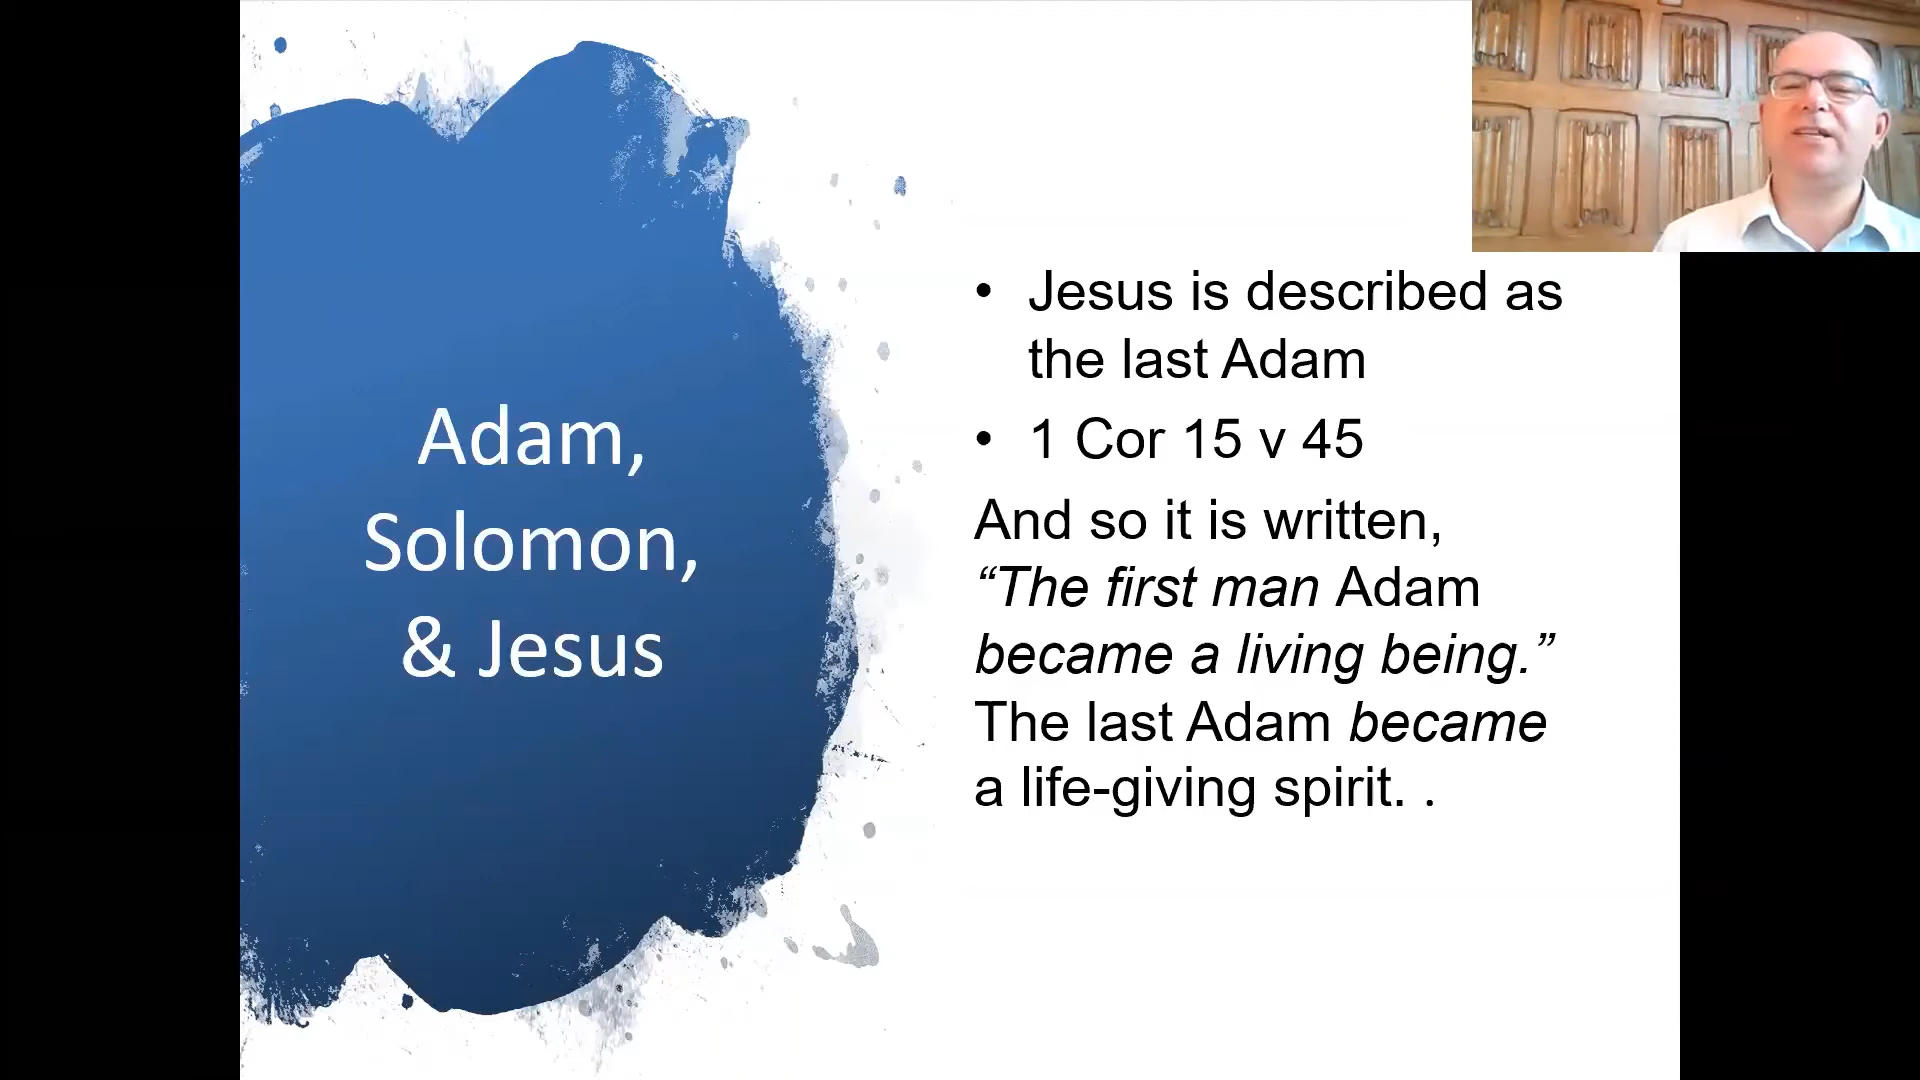 Adam,
Solomon,
& Jesus
• Jesus is described as
the last Adam
• 1 Cor 15 v 45
And so it is written,
“The first man Adam
became a living being.”
The last Adam became
a life-giving spirit. .